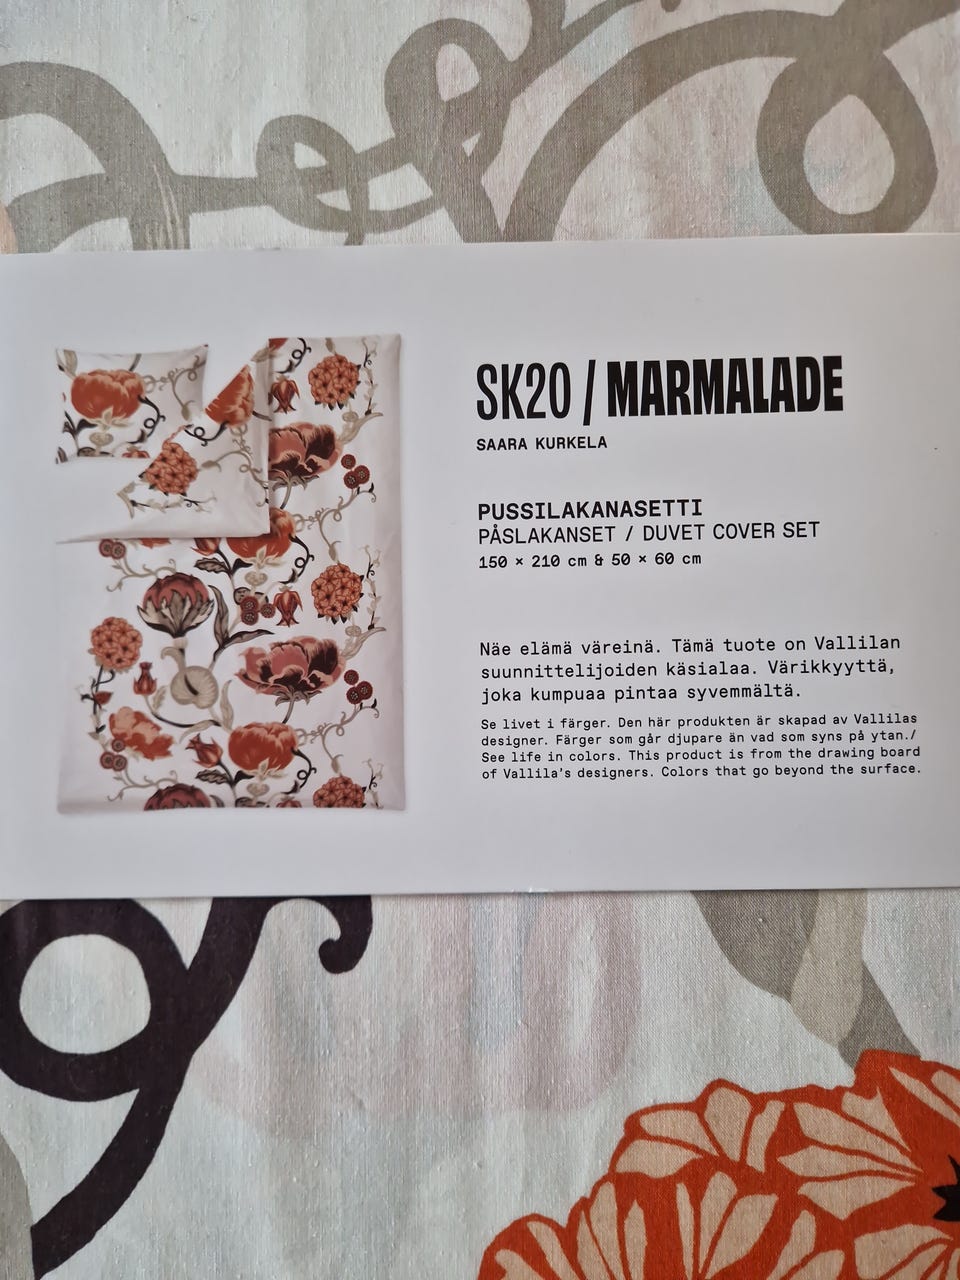 SK20 / MARMALADE
SAARA KURKELA
PUSSILAKANASETTI
PÅSLAKANSET / DUVET COVER SET
150 × 210 cm & 50 × 60 cm
Näe elämä väreinä. Tämä tuote on Vallilan
suunnittelijoiden käsialaa. Värikkyyttä,
joka kumpuaa pintaa syvemmältä.
Se livet i färger. Den här produkten är skapad av Vallilas
designer. Färger som går djupare än vad som syns på ytan./
See life in colors. This product is from the drawing board
of Vallila's designers. Colors that go beyond the surface.